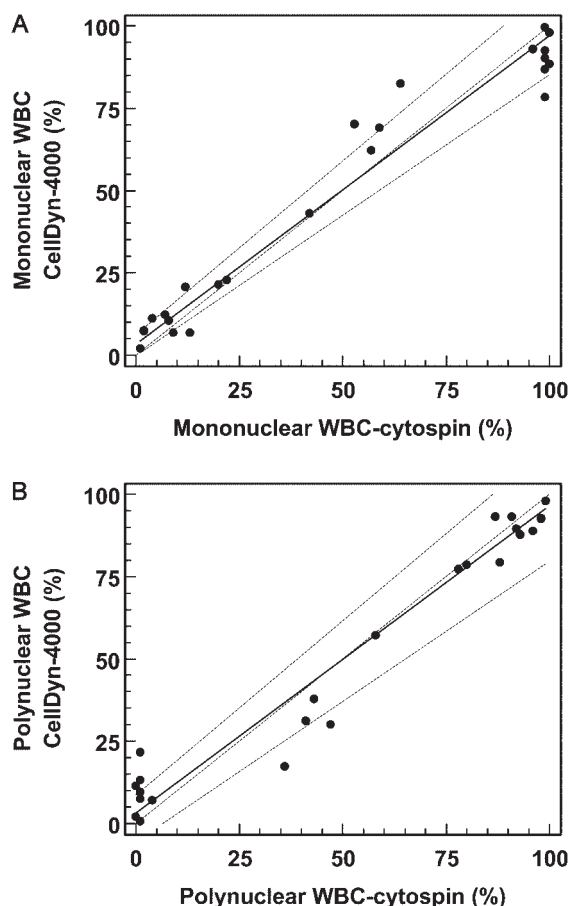 A
Mononuclear WBC
CellDyn-4000 (%)
100
75
50
25
0
0 25 50 75 100
Mononuclear WBC-cytospin (%)
B
Polynuclear WBC
CellDyn-4000 (%)
100
75
50
25
0
0 25 50 75 100
Polynuclear WBC-cytospin (%)